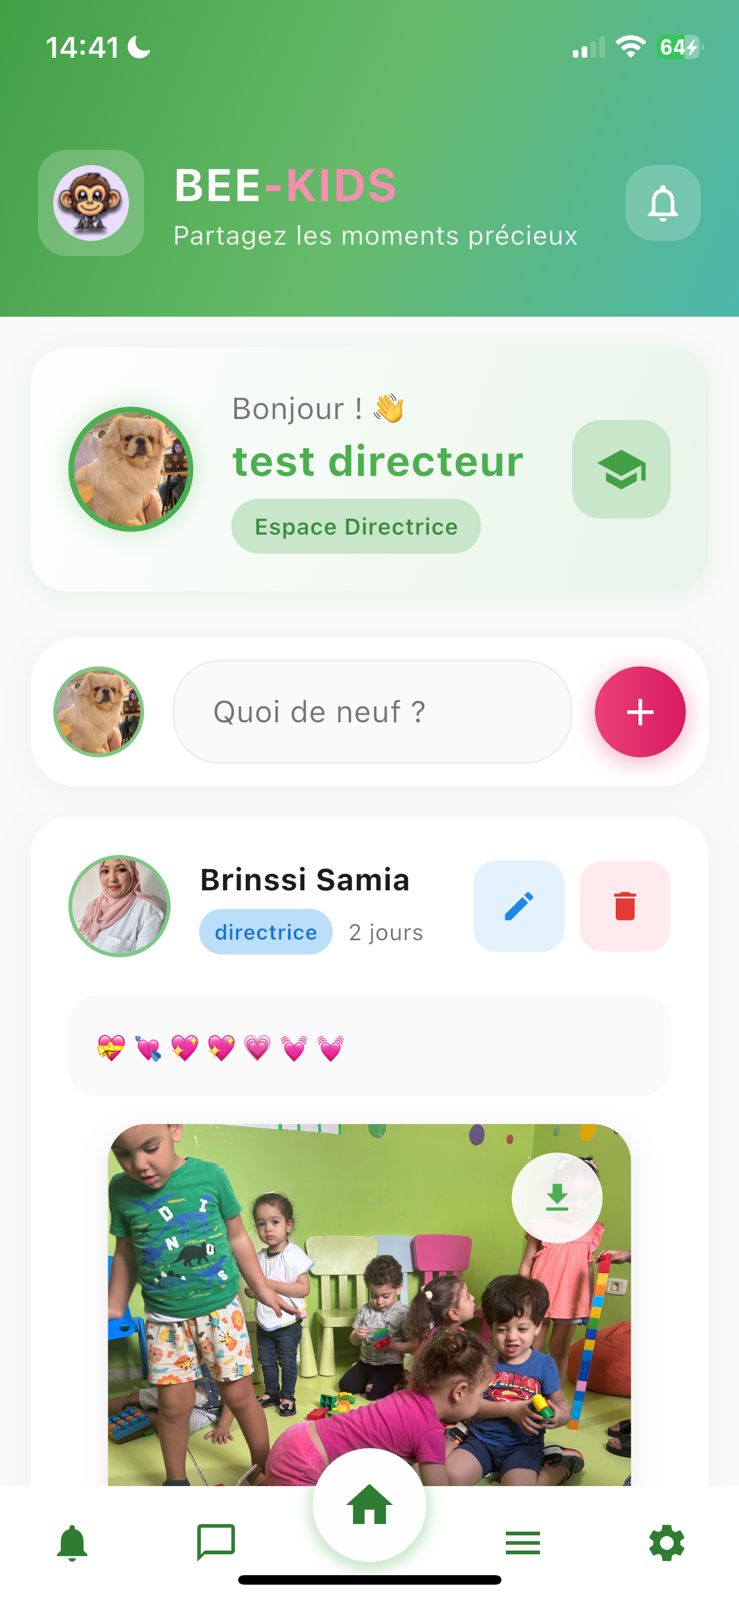 14:41
64
BEE-KIDS
Partagez les moments précieux
Bonjour ! 👋
test directeur
Espace Directrice
Quoi de neuf ?
Brinssi Samia
directrice 2 jours
💝 💘 💖 💖 💗 💓 💓
D I
N O
D S
SUPERBABY